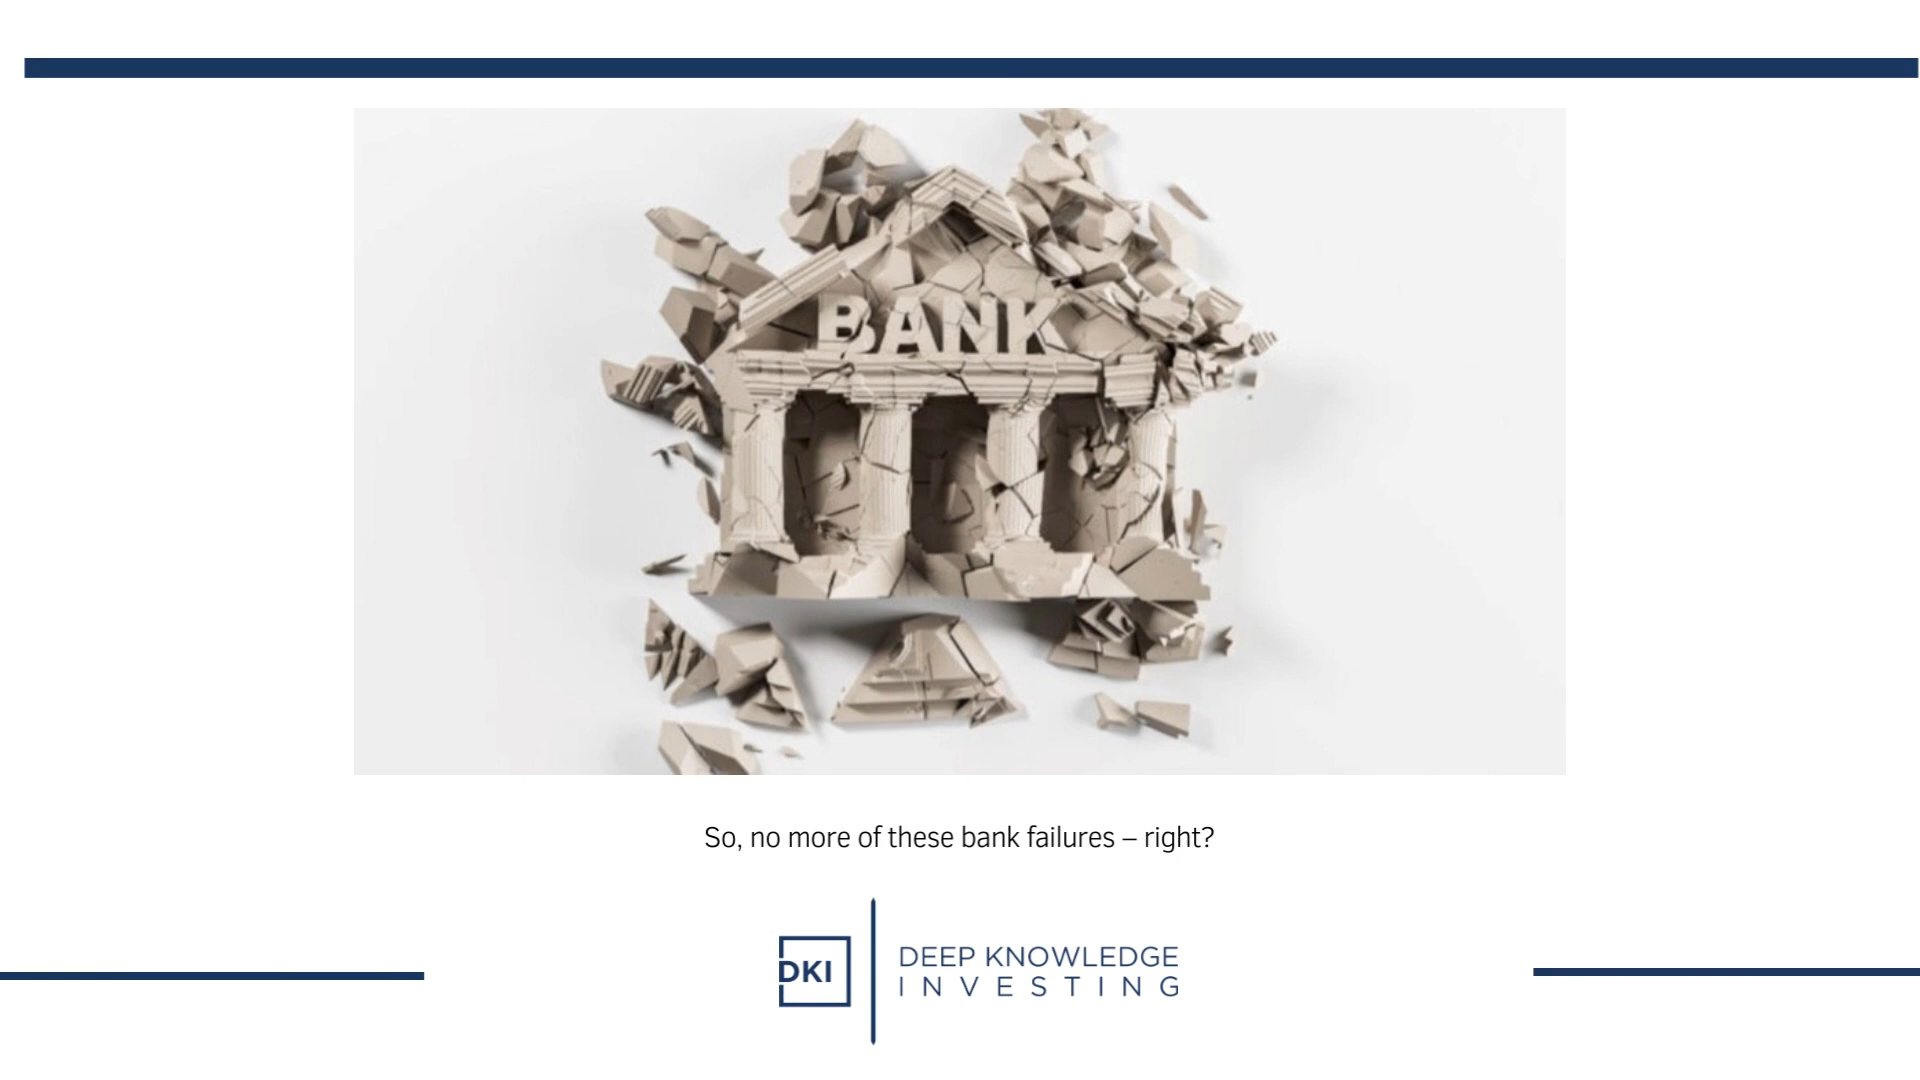 BANK
So, no more of these bank failures – right?
DKI
DEEP KNOWLEDGE
INVESTING